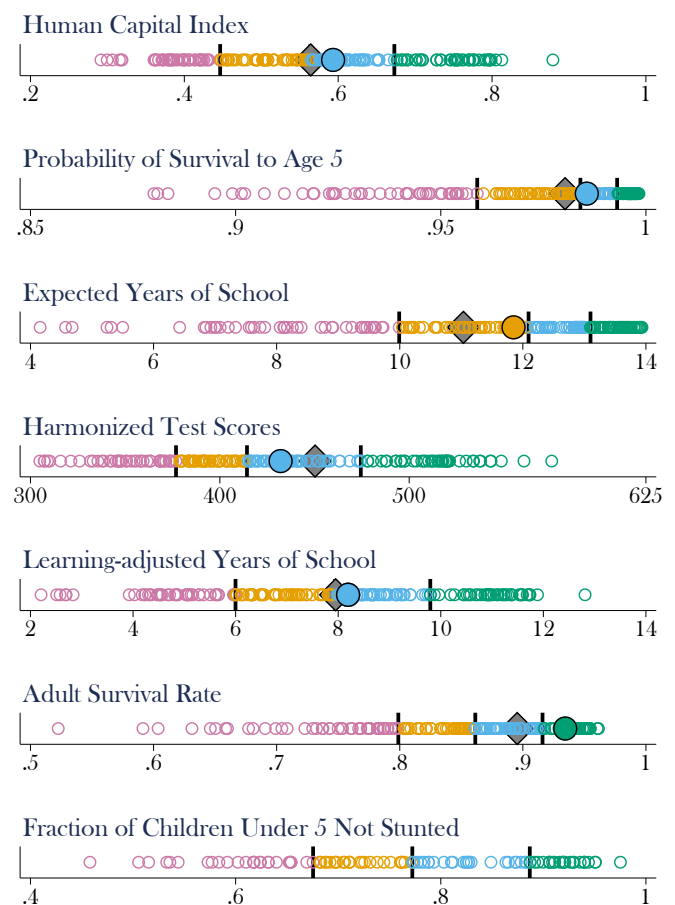 Human Capital Index
.2 .4 .6 .8 1
Probability of Survival to Age 5
.85 .9 .95 1
Expected Years of School
4 6 8 10 12 14
Harmonized Test Scores
300 400 500 625
Learning-adjusted Years of School
2 4 6 8 10 12 14
Adult Survival Rate
.5 .6 .7 .8 .9 1
Fraction of Children Under 5 Not Stunted
.4 .6 .8 1